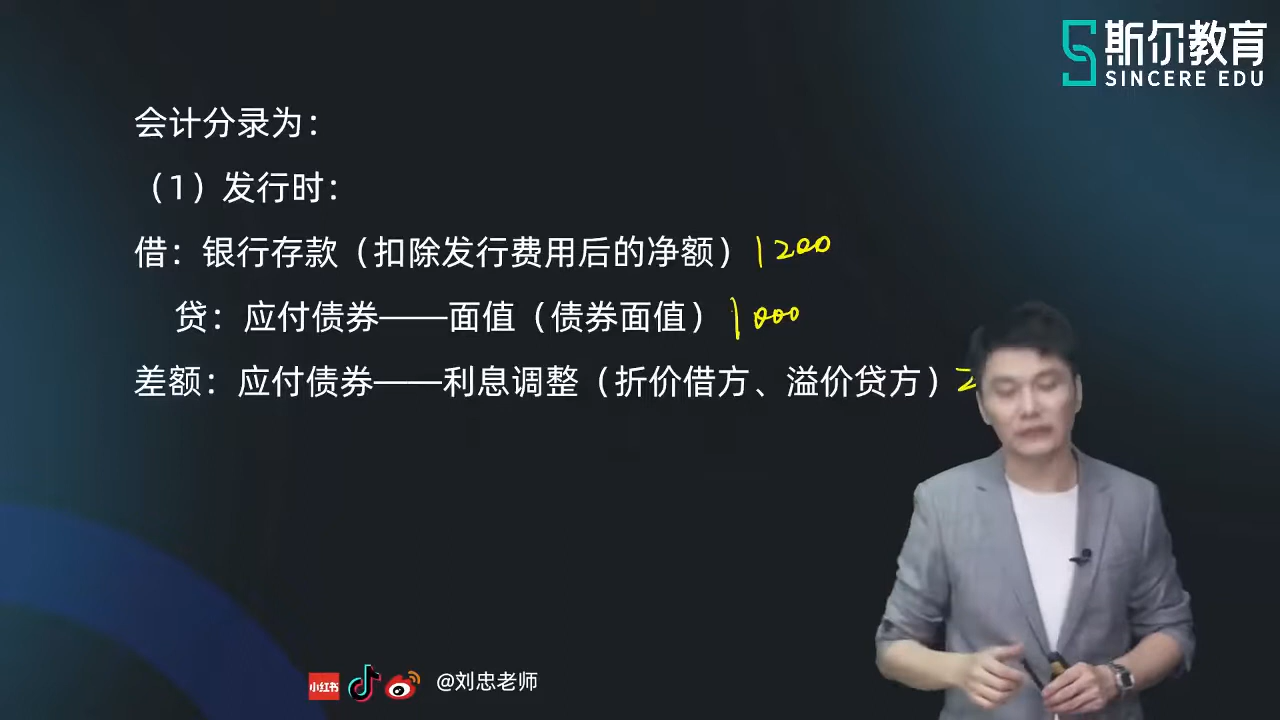 斯尔教育
SINCERE EDU
会计分录为：
（1）发行时：
借：银行存款（扣除发行费用后的净额）1200
贷：应付债券——面值（债券面值）1000
差额：应付债券——利息调整（折价借方、溢价贷方）2
小红书
@刘忠老师